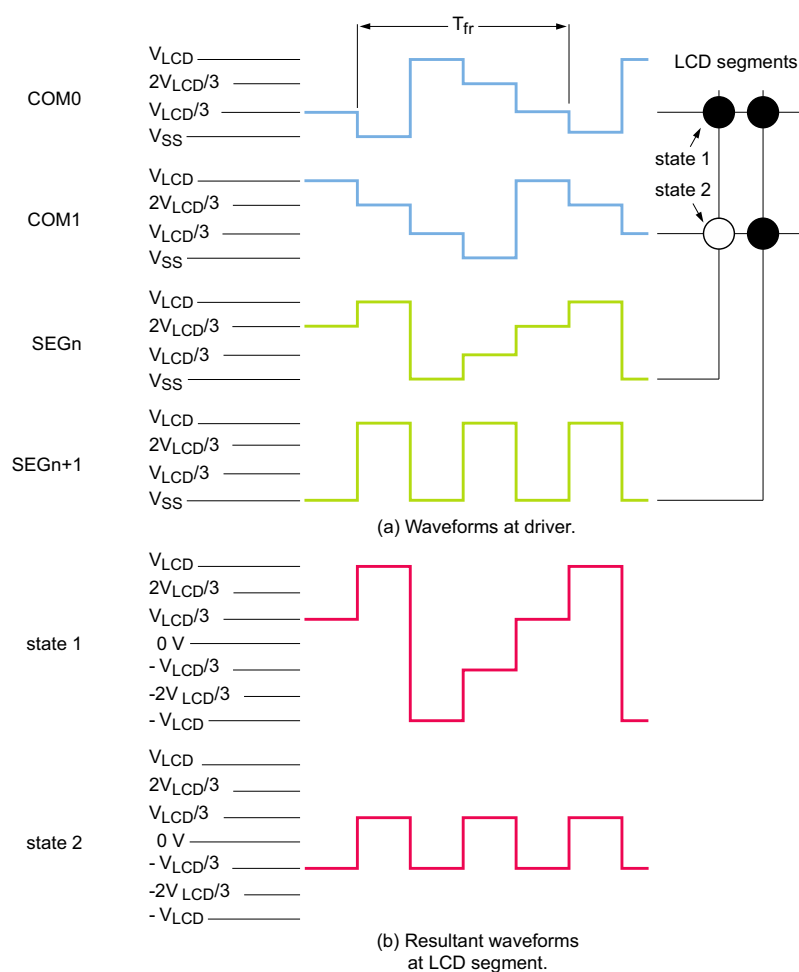 T_fr
V_LCD
2V_LCD/3
COM0
V_LCD/3
V_SS
LCD segments
state 1
state 2
V_LCD
2V_LCD/3
COM1
V_LCD/3
V_SS
V_LCD
2V_LCD/3
SEGn
V_LCD/3
V_SS
V_LCD
2V_LCD/3
SEGn+1
V_LCD/3
V_SS
(a) Waveforms at driver.
V_LCD
2V_LCD/3
V_LCD/3
state 1
0 V
- V_LCD/3
-2V_LCD/3
- V_LCD
V_LCD
2V_LCD/3
V_LCD/3
state 2
0 V
- V_LCD/3
-2V_LCD/3
- V_LCD
(b) Resultant waveforms
at LCD segment.